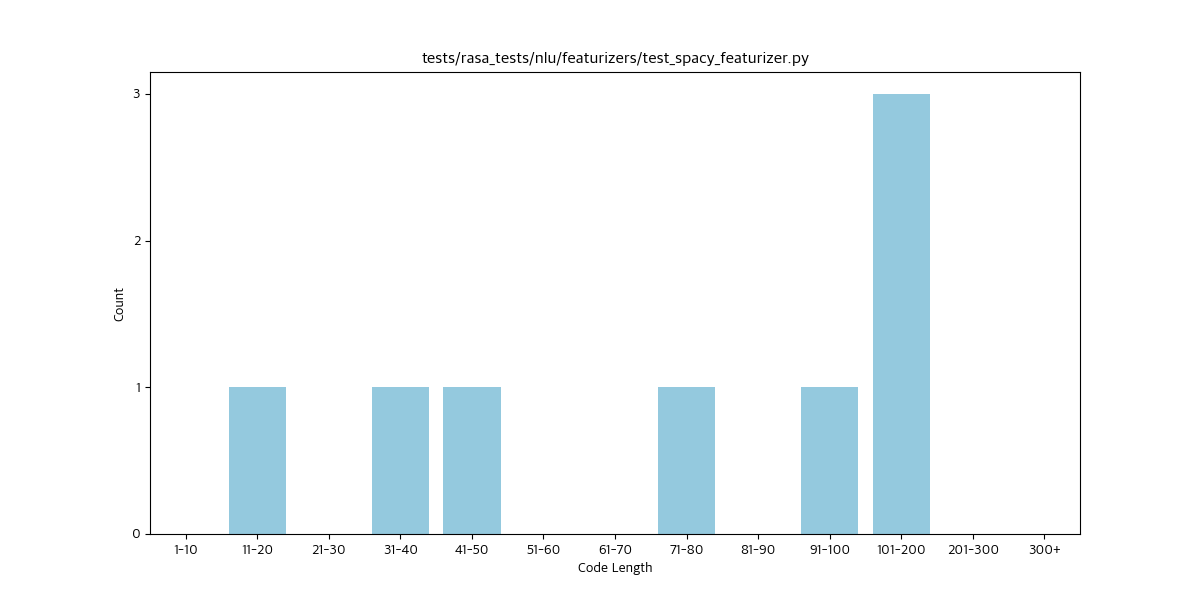 tests/rasa_tests/nlu/featurizers/test_spacy_featurizer.py
3
2
1
0
Count
1-10 11-20 21-30 31-40 41-50 51-60 61-70 71-80 81-90 91-100 101-200 201-300 300+
Code Length